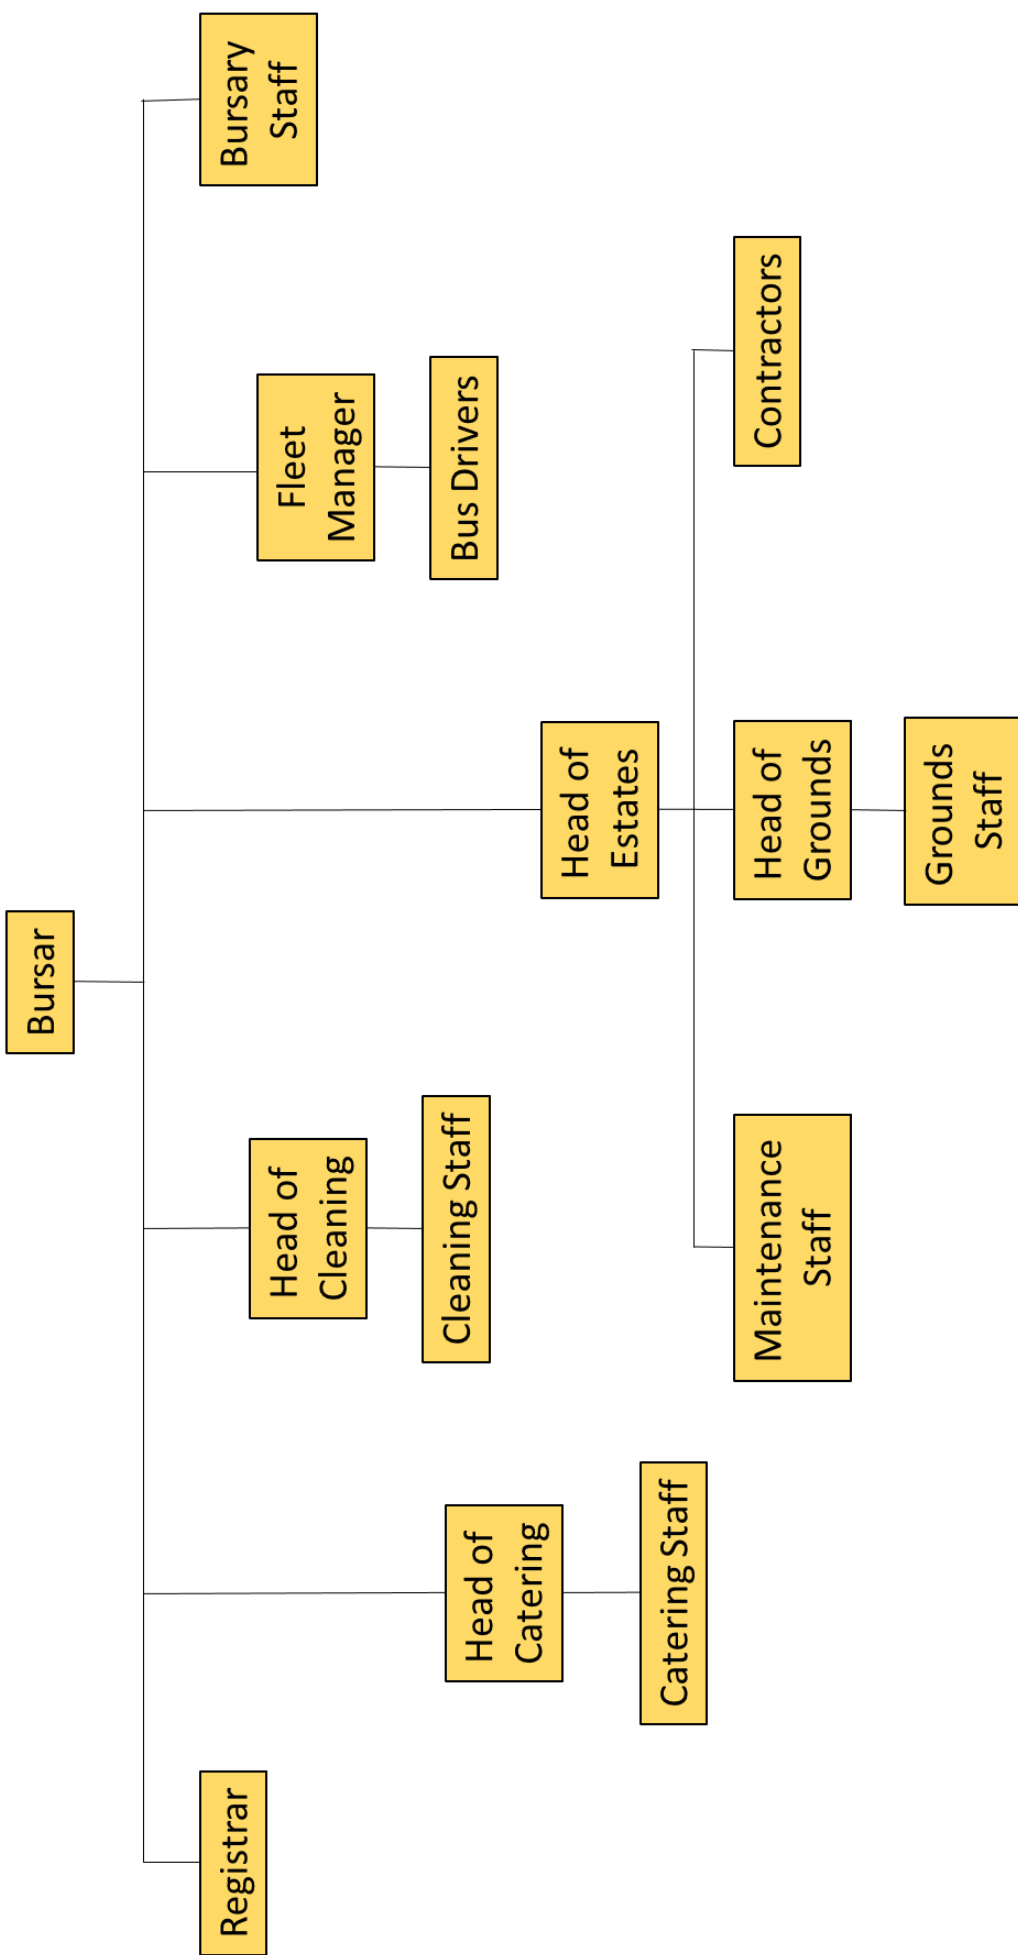 Bursar
Registrar
Head of
Catering
Catering Staff
Head of
Cleaning
Cleaning Staff
Head of
Estates
Maintenance
Staff
Head of
Grounds
Grounds
Staff
Contractors
Fleet
Manager
Bus Drivers
Bursary
Staff